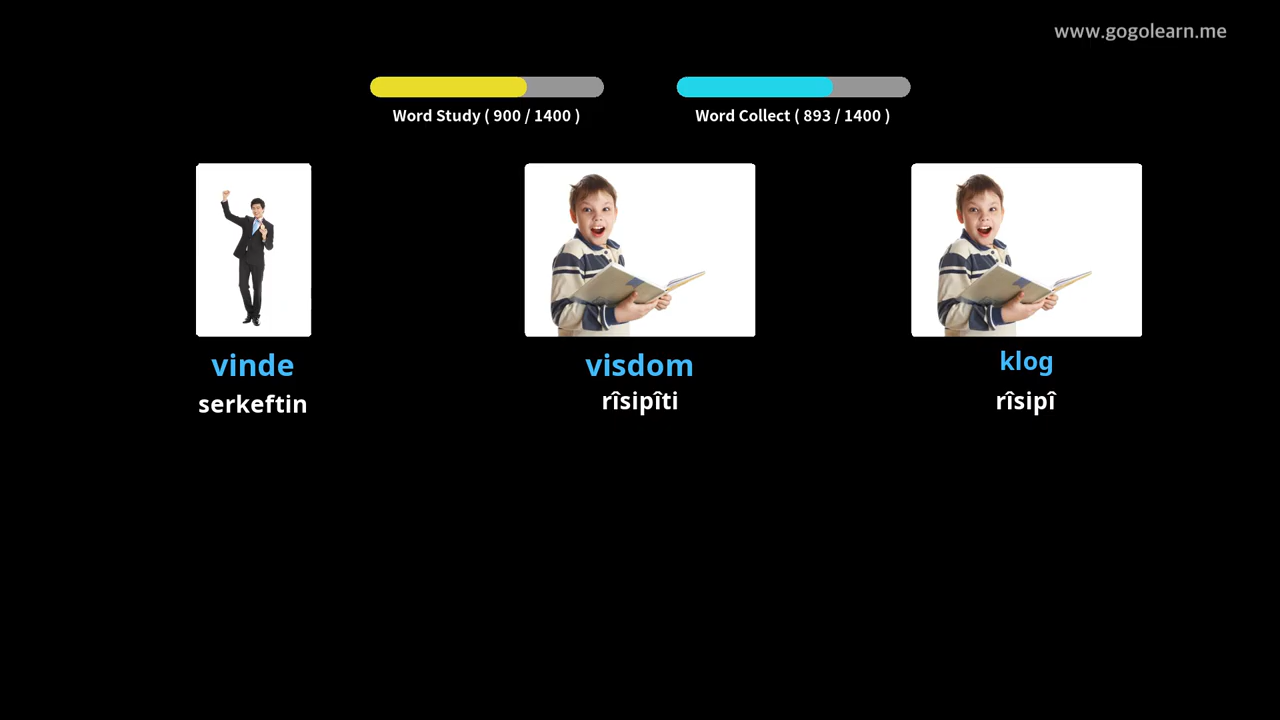 www.gogolearn.me
Word Study ( 900 / 1400 )
Word Collect ( 893 / 1400 )
vinde
serkeftin
visdom
rîsipîti
klog
rîsipî